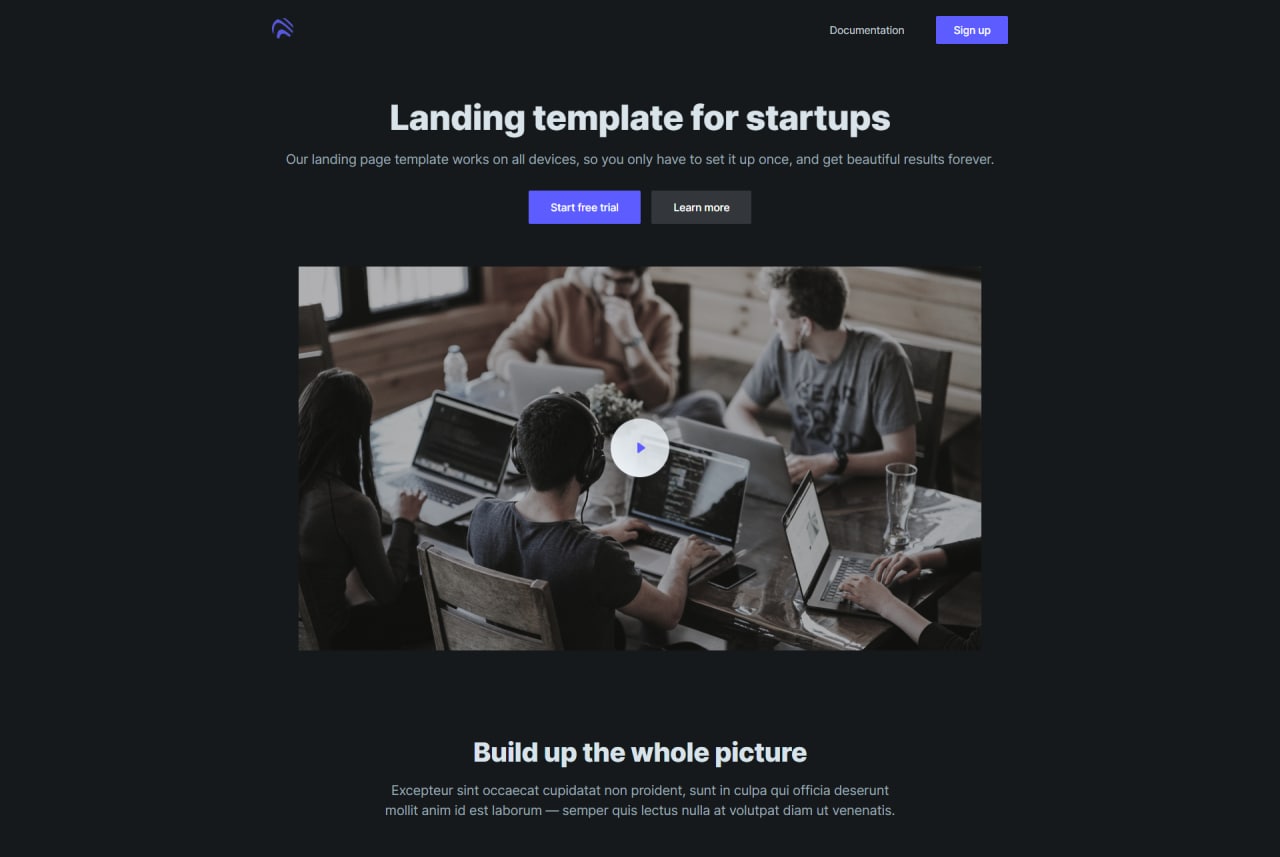 Documentation
Sign up
Landing template for startups
Our landing page template works on all devices, so you only have to set it up once, and get beautiful results forever.
Start free trial
Learn more
Build up the whole picture
Excepteur sint occaecat cupidatat non proident, sunt in culpa qui officia deserunt
mollit anim id est laborum — semper quis lectus nulla at volutpat diam ut venenatis.